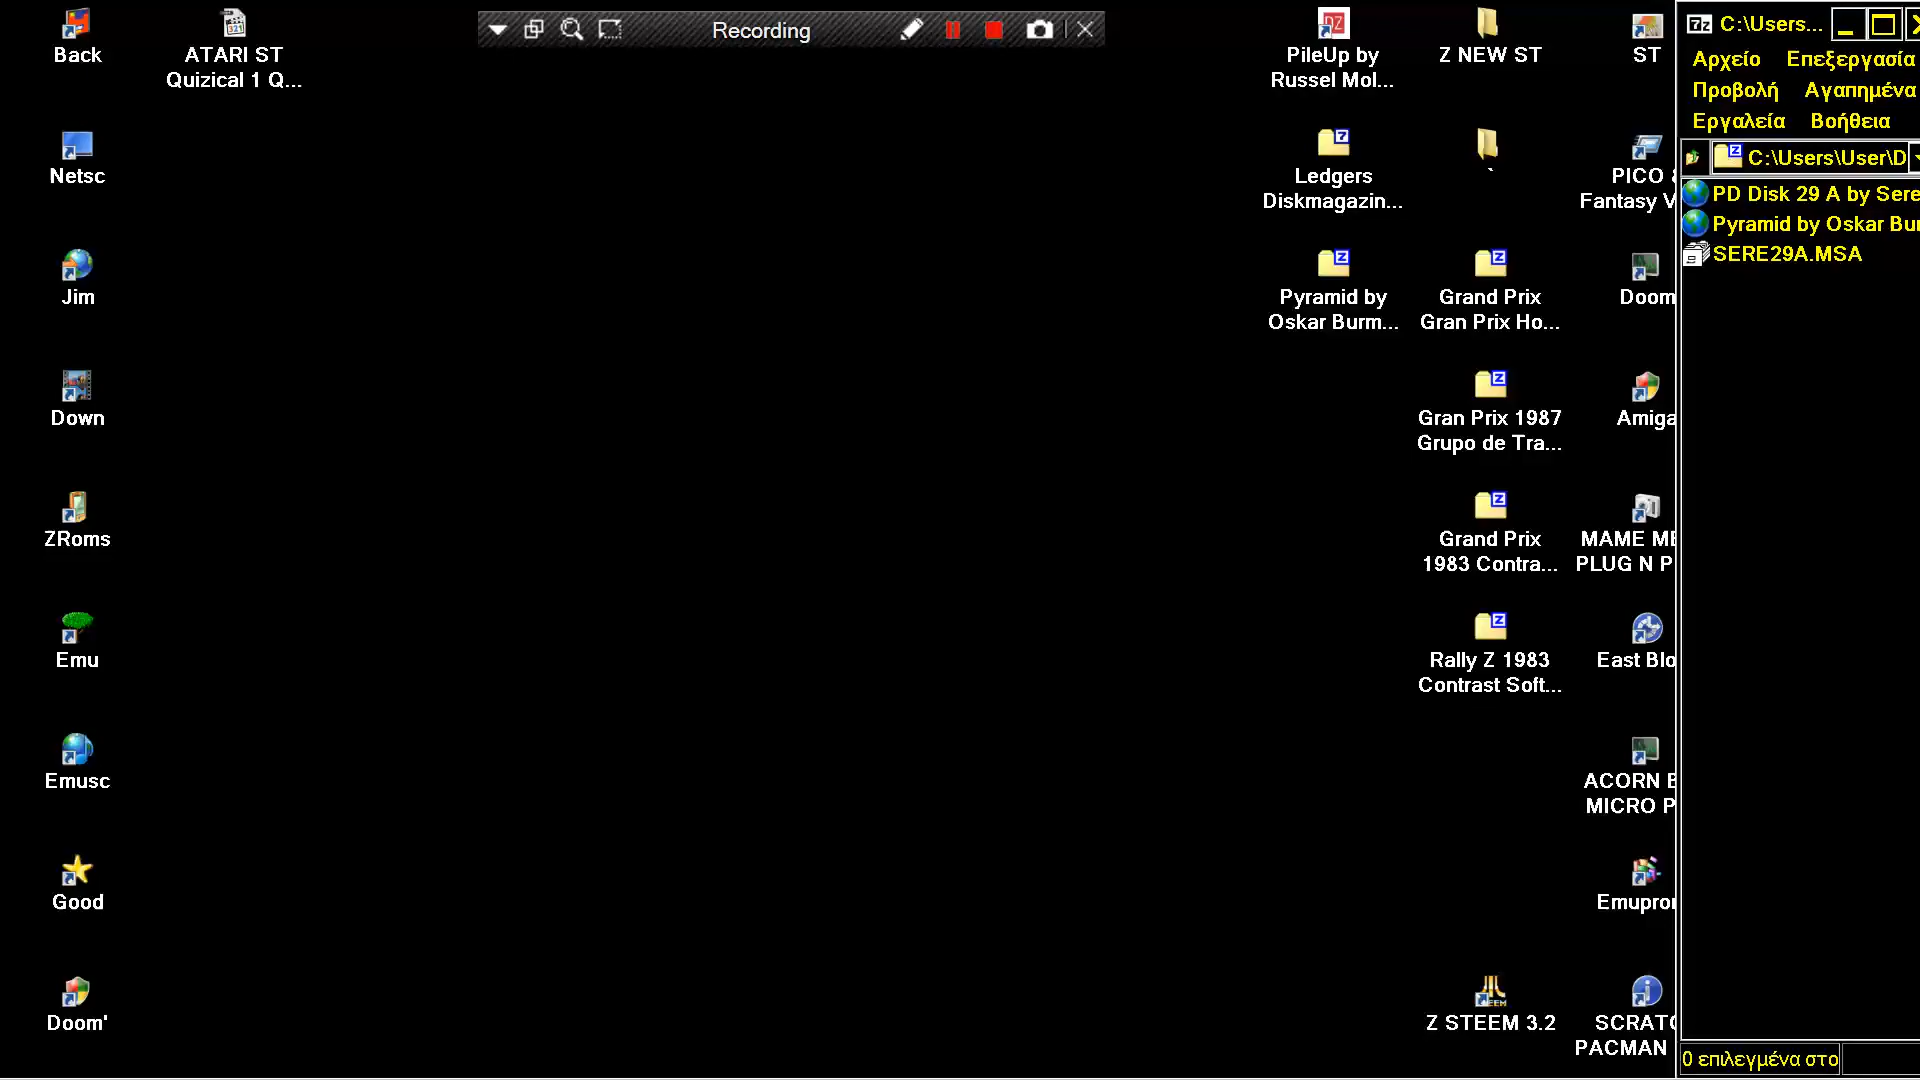 Back
ATARI ST
Quizical 1 Q...
Netsc
Jim
Down
ZRoms
Emu
Emusc
Good
Doom'
Recording
PileUp by
Russel Mol...
Ledgers
Diskmagazin...
Pyramid by
Oskar Burm...
Z NEW ST
`
Grand Prix
Gran Prix Ho...
Gran Prix 1987
Grupo de Tra...
Grand Prix
1983 Contra...
Rally Z 1983
Contrast Soft...
Z STEEM 3.2
ST
PICO
Fantasy V
Doom
Amiga
MAME ME
PLUG N P
East Blo
ACORN B
MICRO P
Emupro
SCRATC
PACMAN
C:\Users...
Αρχείο Επεξεργασία
Προβολή Αγαπημένα
Εργαλεία Βοήθεια
C:\Users\User\D
PD Disk 29 A by Sere
Pyramid by Oskar Bu
SERE29A.MSA
0 επιλεγμένα στο